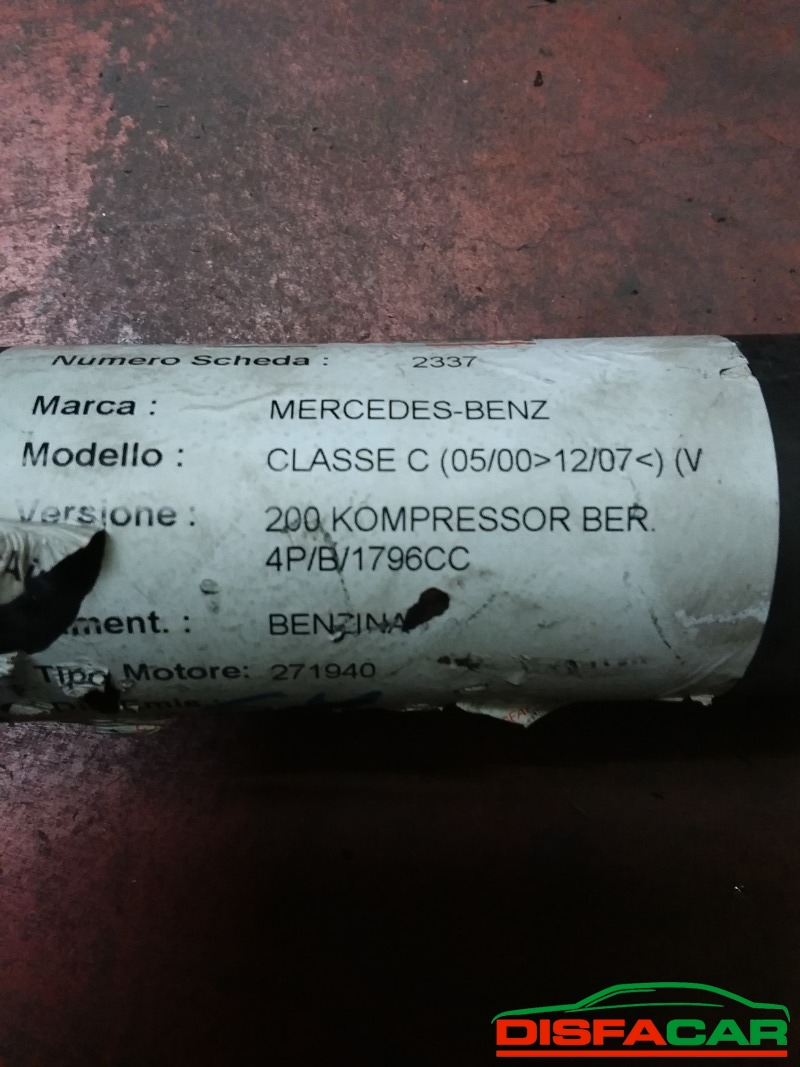 Numero Scheda : 2337
Marca : MERCEDES-BENZ
Modello : CLASSE C (05/00>12/07<) (V
Versione : 200 KOMPRESSOR BER.
4P/B/1796CC
ment. : BENZINA
Tipo Motore: 271940
DISFACAR